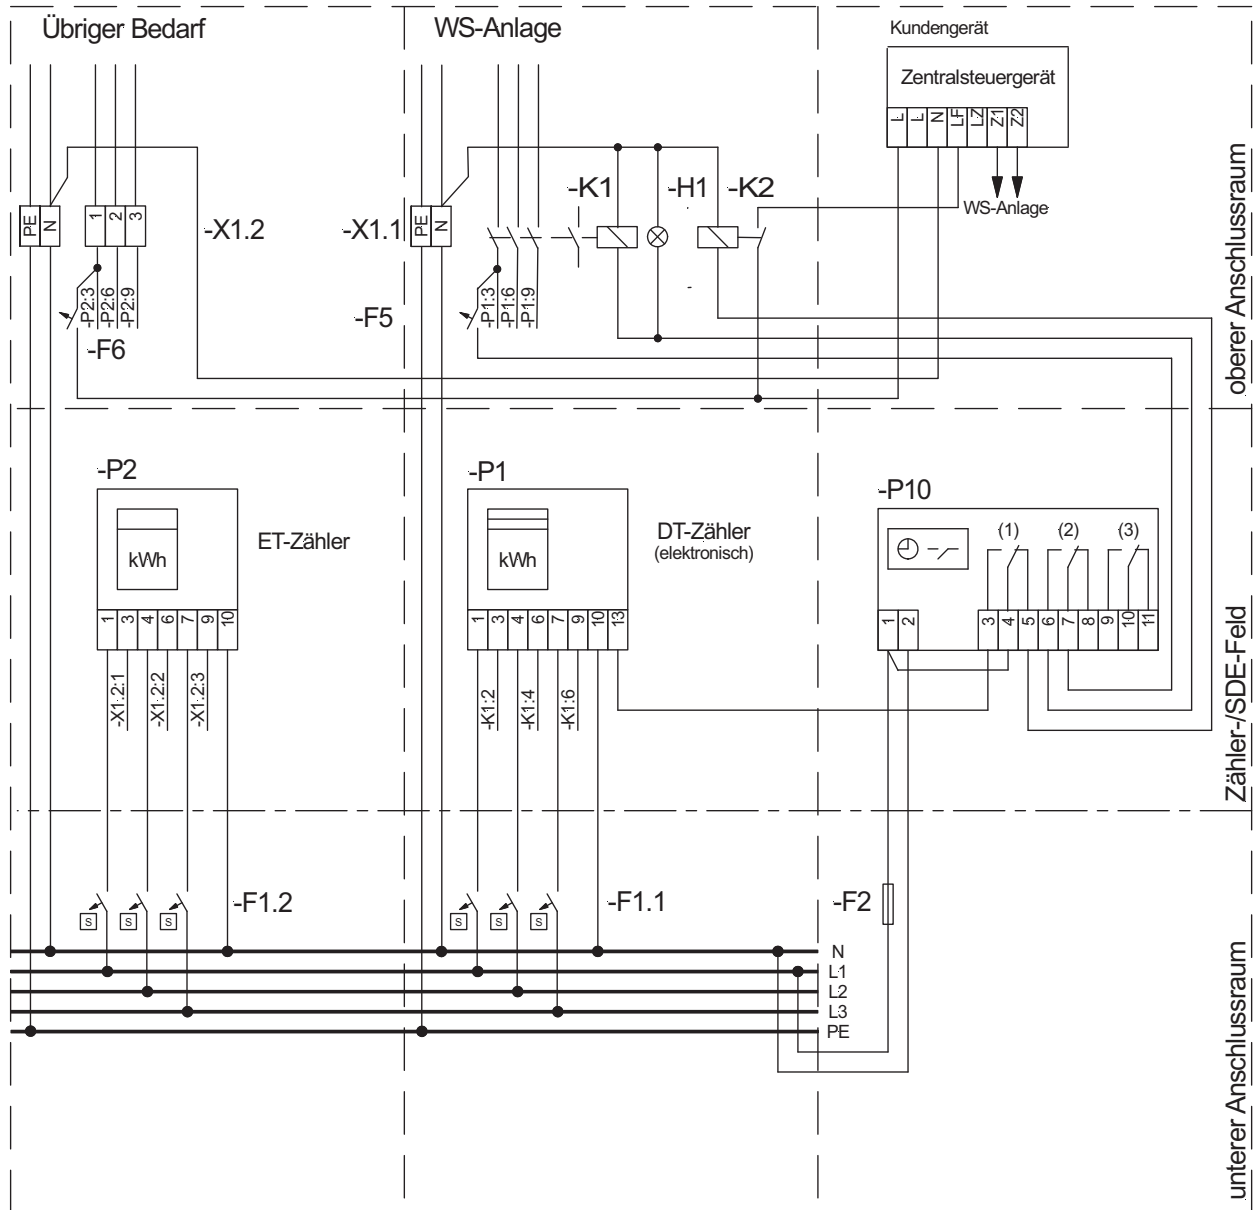 Übriger Bedarf
WS-Anlage
Kundengerät
Zentralsteuergerät
L
L
N
LF
LZ
Z1
Z2
WS-Anlage
-K1
-H1
-K2
PE
N
1
2
3
-X1.2
-X1.1
PE
N
-P2:3
-P2:6
-P2:9
-F6
-F5
-P1:3
-P1:6
-P1:9
oberer Anschlussraum
-P2
kWh
ET-Zähler
1
3
4
6
7
9
10
-X1.2:1
-X1.2:2
-X1.2:3
-P1
kWh
DT-Zähler
(elektronisch)
1
3
4
6
7
9
10
13
-K1:2
-K1:4
-K1:6
-P10
(1)
(2)
(3)
1
2
3
4
5
6
7
8
9
10
11
Zähler-/SDE-Feld
S
S
S
-F1.2
S
S
S
-F1.1
-F2
N
L1
L2
L3
PE
unterer Anschlussraum